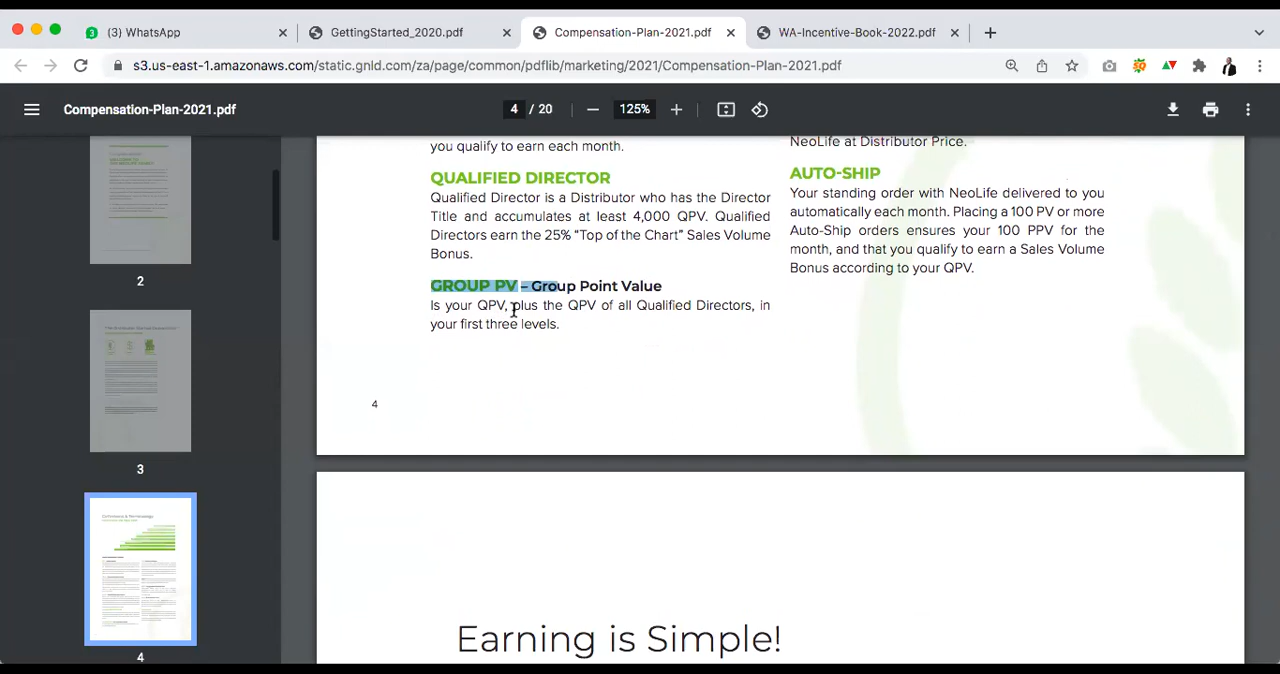 (3) WhatsApp
GettingStarted_2020.pdf
Compensation-Plan-2021.pdf
WA-Incentive-Book-2022.pdf
s3.us-east-1.amazonaws.com/static.gnld.com/za/page/common/pdflib/marketing/2021/Compensation-Plan-2021.pdf
Compensation-Plan-2021.pdf
4 / 20
125%
2
3
4
you qualify to earn each month.
QUALIFIED DIRECTOR
Qualified Director is a Distributor who has the Director
Title and accumulates at least 4,000 QPV. Qualified
Directors earn the 25% “Top of the Chart” Sales Volume
Bonus.
GROUP PV – Group Point Value
Is your QPV, plus the QPV of all Qualified Directors, in
your first three levels.
NeoLife at Distributor Price.
AUTO-SHIP
Your standing order with NeoLife delivered to you
automatically each month. Placing a 100 PV or more
Auto-Ship orders ensures your 100 PPV for the
month, and that you qualify to earn a Sales Volume
Bonus according to your QPV.
4
Earning is Simple!